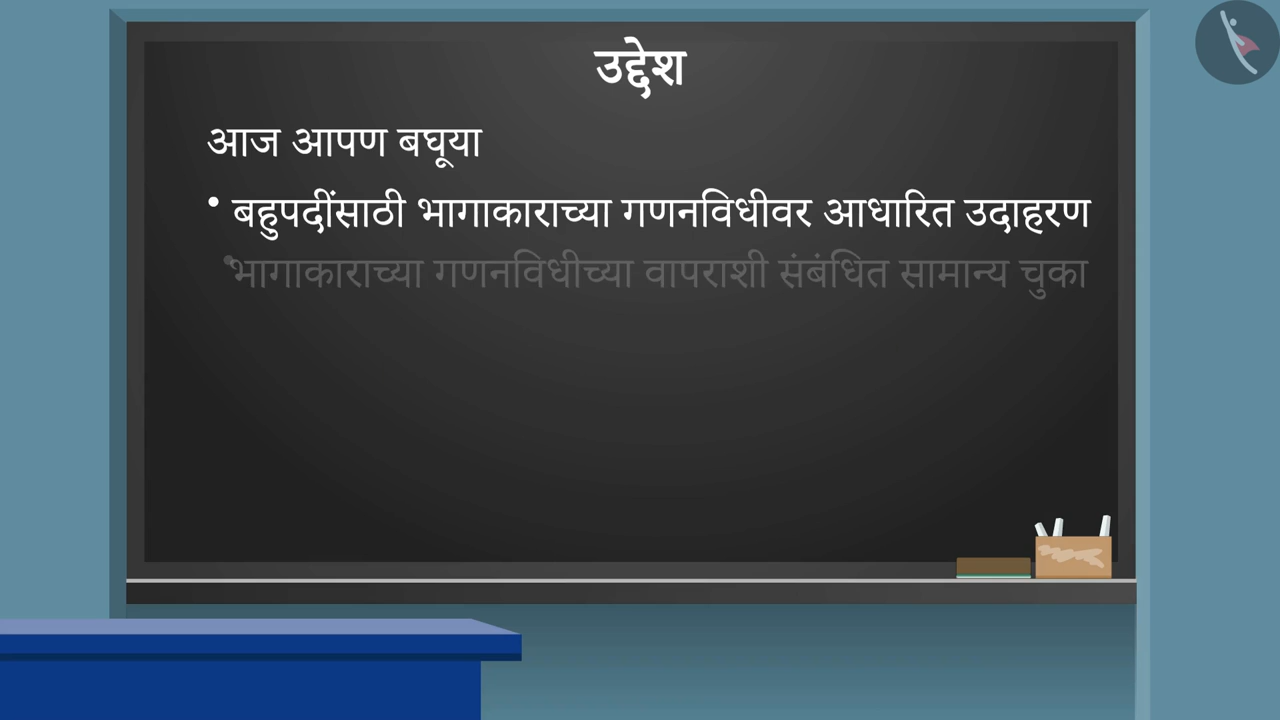 उद्देश
आज आपण बघूया
• बहुपदींसाठी भागाकाराच्या गणनविधीवर आधारित उदाहरण
• भागाकाराच्या गणनविधीच्या वापराशी संबंधित सामान्य चुका